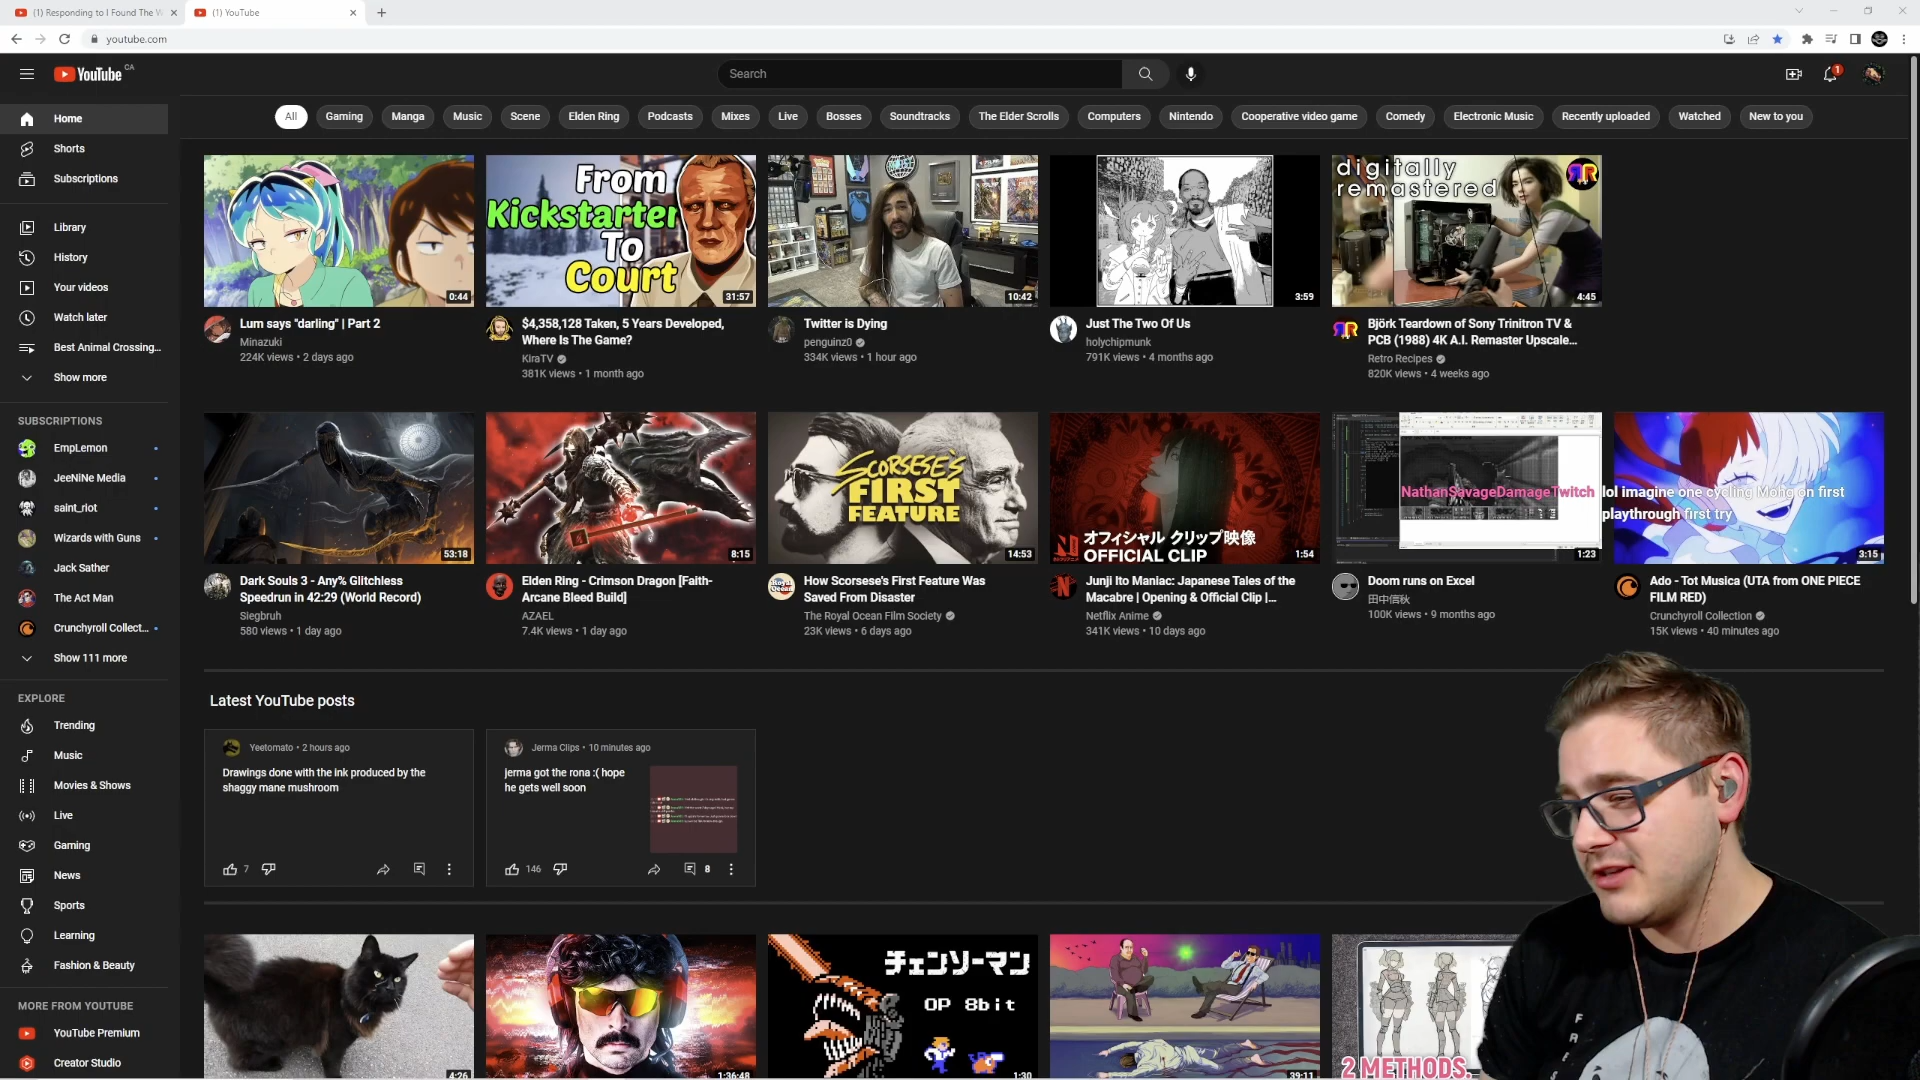 (1) Responding to I Found The W
(1) YouTube
youtube.com
YouTube CA
Search
1
Home
Shorts
Subscriptions
Library
History
Your videos
Watch later
Best Animal Crossing...
Show more
SUBSCRIPTIONS
EmpLemon
JeeNiNe Media
saint_riot
Wizards with Guns
Jack Sather
The Act Man
Crunchyroll Collect...
Show 111 more
EXPLORE
Trending
Music
Movies & Shows
Live
Gaming
News
Sports
Learning
Fashion & Beauty
MORE FROM YOUTUBE
YouTube Premium
Creator Studio
All Gaming Manga Music Scene Elden Ring Podcasts Mixes Live Bosses Soundtracks The Elder Scrolls Computers Nintendo Cooperative video game Comedy Electronic Music Recently uploaded Watched New to you
0:44
Lum says "darling" | Part 2
Minazuki
224K views • 2 days ago
From
Kickstarter
To
Court
31:57
$4,358,128 Taken, 5 Years Developed,
Where Is The Game?
KiraTV
381K views • 1 month ago
10:42
Twitter is Dying
penguinz0
334K views • 1 hour ago
3:59
Just The Two Of Us
holychipmunk
791K views • 4 months ago
digitally
remastered
RR
4:45
Björk Teardown of Sony Trinitron TV &
PCB (1988) 4K A.I. Remaster Upscale...
Retro Recipes
820K views • 4 weeks ago
53:18
Dark Souls 3 - Any% Glitchless
Speedrun in 42:29 (World Record)
Siegbruh
580 views • 1 day ago
8:15
Elden Ring - Crimson Dragon [Faith-
Arcane Bleed Build]
AZAEL
7.4K views • 1 day ago
SCORSESE'S
FIRST
FEATURE
14:53
How Scorsese's First Feature Was
Saved From Disaster
The Royal Ocean Film Society
23K views • 6 days ago
オフィシャル クリップ映像
OFFICIAL CLIP
1:54
Junji Ito Maniac: Japanese Tales of the
Macabre | Opening & Official Clip |...
Netflix Anime
341K views • 10 days ago
NathanSavageDamageTwitch
lol imagine one cycling Mohg on first
playthrough first try
1:23
Doom runs on Excel
田中信秋
100K views • 9 months ago
3:15
Ado - Tot Musica (UTA from ONE PIECE
FILM RED)
Crunchyroll Collection
15K views • 40 minutes ago
Latest YouTube posts
Yeetomato • 2 hours ago
Drawings done with the ink produced by the
shaggy mane mushroom
7
Jerma Clips • 10 minutes ago
jerma got the rona :( hope
he gets well soon
146
8
4:26
1:36:48
チェンソーマン
OP 8bit
1:30
39:11
2 METHODS.